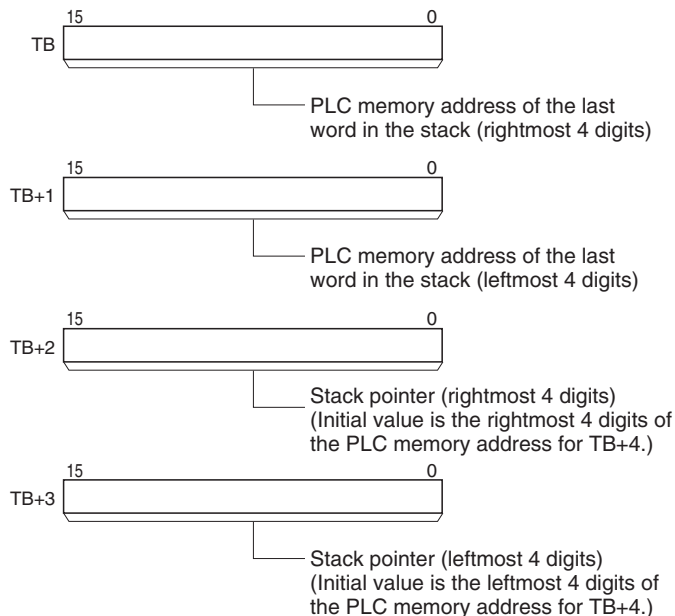 15 0
TB
PLC memory address of the last
word in the stack (rightmost 4 digits)
15 0
TB+1
PLC memory address of the last
word in the stack (leftmost 4 digits)
15 0
TB+2
Stack pointer (rightmost 4 digits)
(Initial value is the rightmost 4 digits of
the PLC memory address for TB+4.)
15 0
TB+3
Stack pointer (leftmost 4 digits)
(Initial value is the leftmost 4 digits of
the PLC memory address for TB+4.)